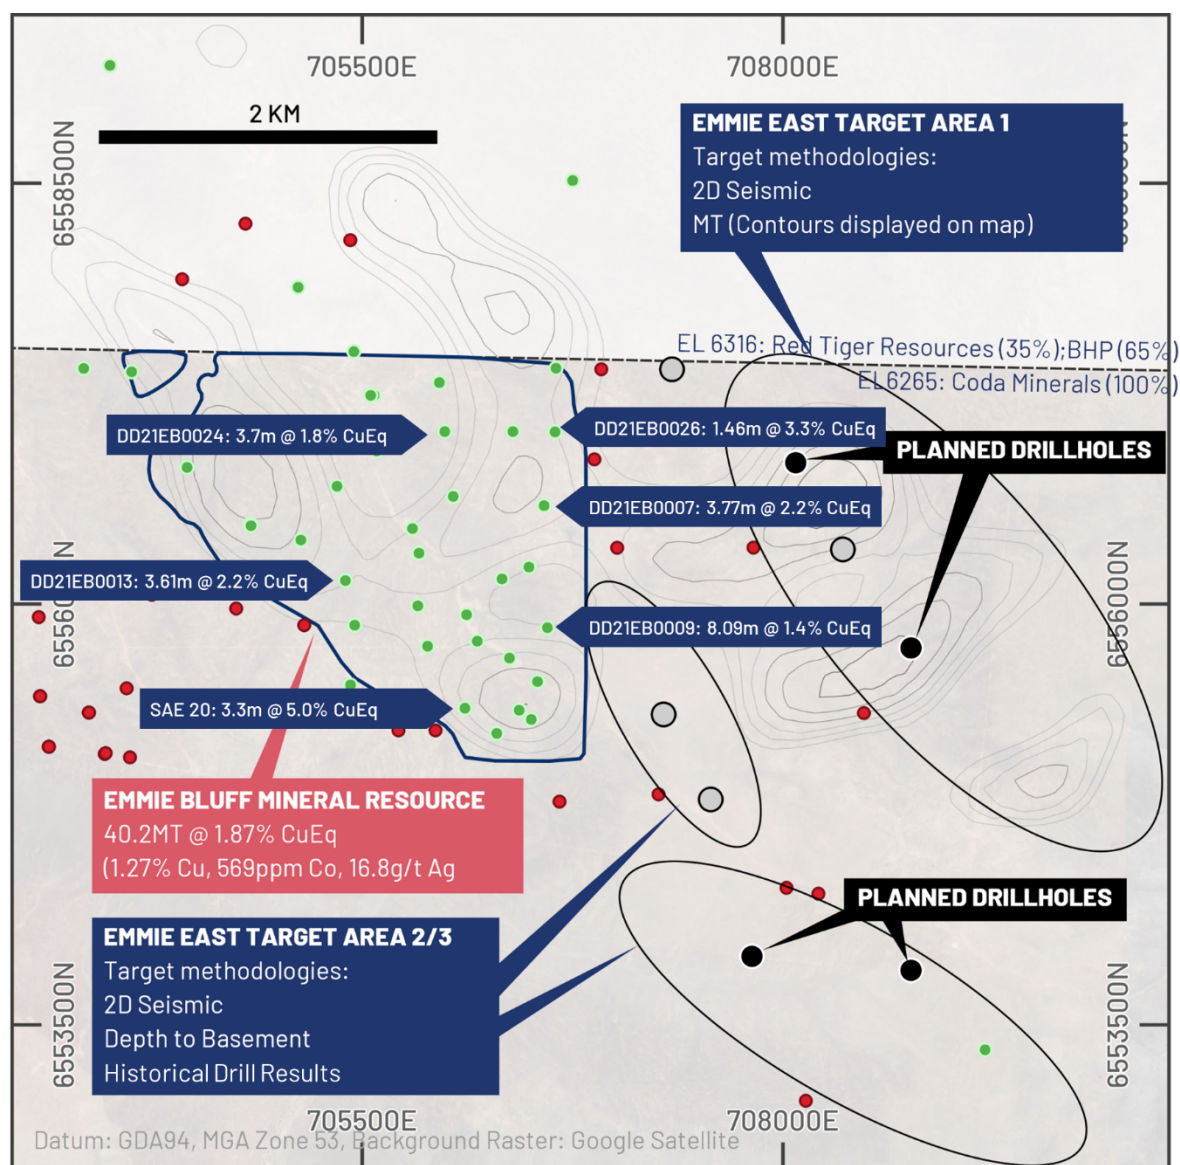 705500E
708000E
2 KM
6558500N
EMMIE EAST TARGET AREA 1
Target methodologies:
2D Seismic
MT (Contours displayed on map)
EL 6316: Red Tiger Resources (35%);BHP (65%)
EL6265: Coda Minerals (100%)
DD21EB0024: 3.7m @ 1.8% CuEq
DD21EB0026: 1.46m @ 3.3% CuEq
PLANNED DRILLHOLES
DD21EB0007: 3.77m @ 2.2% CuEq
DD21EB0013: 3.61m @ 2.2% CuEq
6556000N
DD21EB0009: 8.09m @ 1.4% CuEq
6556000N
SAE 20: 3.3m @ 5.0% CuEq
EMMIE BLUFF MINERAL RESOURCE
40.2MT @ 1.87% CuEq
(1.27% Cu, 569ppm Co, 16.8g/t Ag
PLANNED DRILLHOLES
EMMIE EAST TARGET AREA 2/3
Target methodologies:
2D Seismic
Depth to Basement
Historical Drill Results
6553500N
6553500N
705500E
708000E
Datum: GDA94, MGA Zone 53, Background Raster: Google Satellite